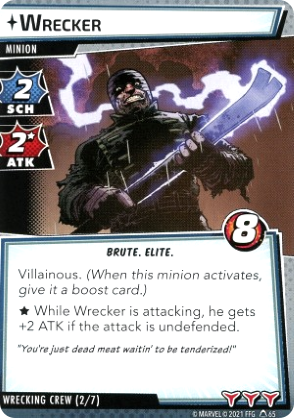 WRECKER
MINION
2
SCH
2★
ATK
8
BRUTE. ELITE.
Villainous. (When this minion activates,
give it a boost card.)
★ While Wrecker is attacking, he gets
+2 ATK if the attack is undefended.
"You're just dead meat waitin' to be tenderized!"
WRECKING CREW (2/7)
© MARVEL © 2021 FFG 65